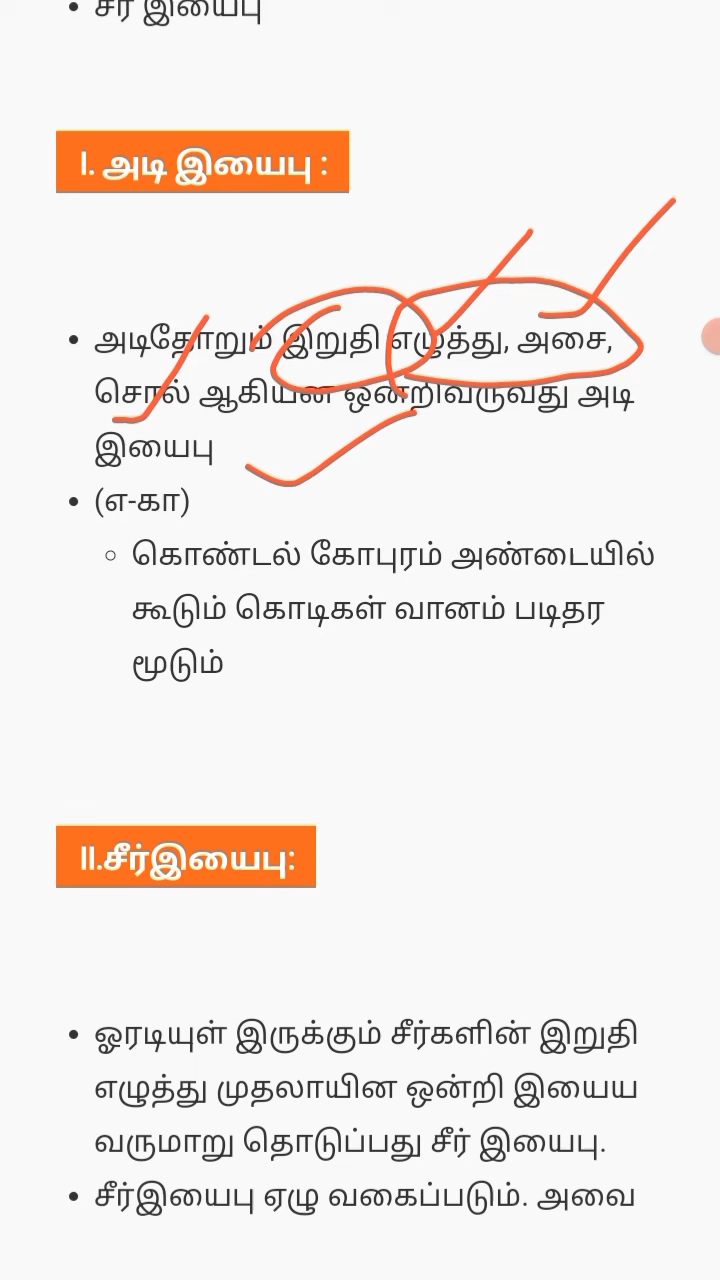 சீர் இயைபு
I. அடி இயைபு :
அடிதோறும் இறுதி எழுத்து, அசை,
சொல் ஆகியன ஒன்றிவருவது அடி
இயைபு
(எ-கா)
கொண்டல் கோபுரம் அண்டையில்
கூடும் கொடிகள் வானம் படிதர
மூடும்
II.சீர்இயைபு:
ஓரடியுள் இருக்கும் சீர்களின் இறுதி
எழுத்து முதலாயின ஒன்றி இயைய
வருமாறு தொடுப்பது சீர் இயைபு.
சீர்இயைபு ஏழு வகைப்படும். அவை